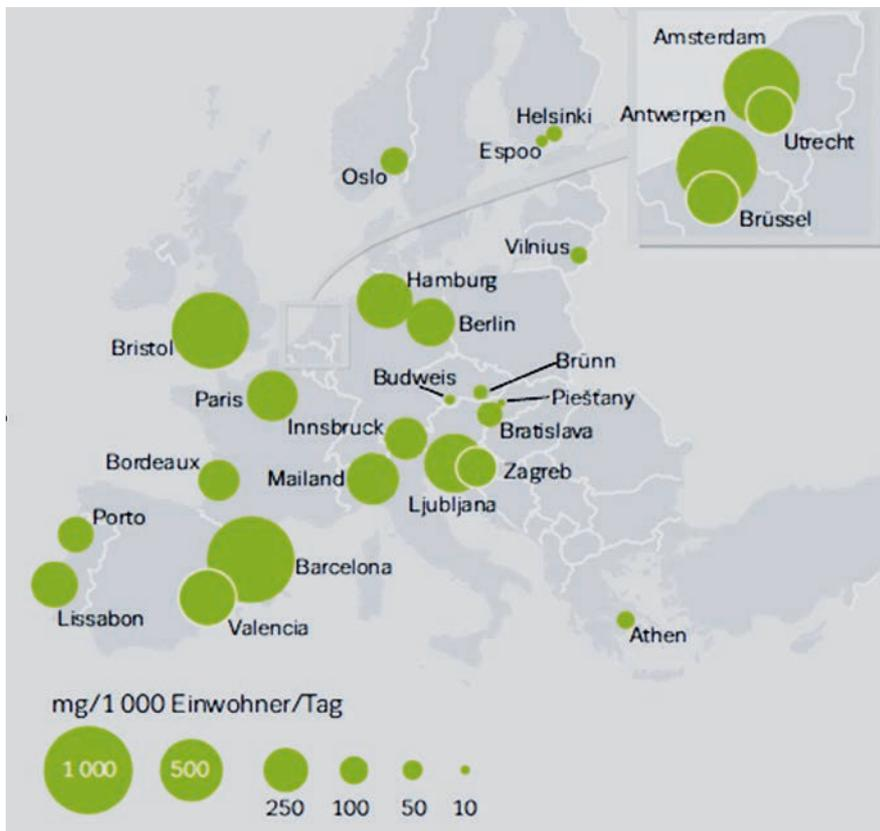 Amsterdam
Antwerpen
Utrecht
Brüssel
Helsinki
Espoo
Oslo
Vilnius
Hamburg
Berlin
Bristol
Brünn
Budweis
Piešťany
Paris
Innsbruck
Bratislava
Bordeaux
Mailand
Zagreb
Ljubljana
Porto
Barcelona
Lissabon
Valencia
Athen
mg/1 000 Einwohner/Tag
1 000 500
250 100 50 10